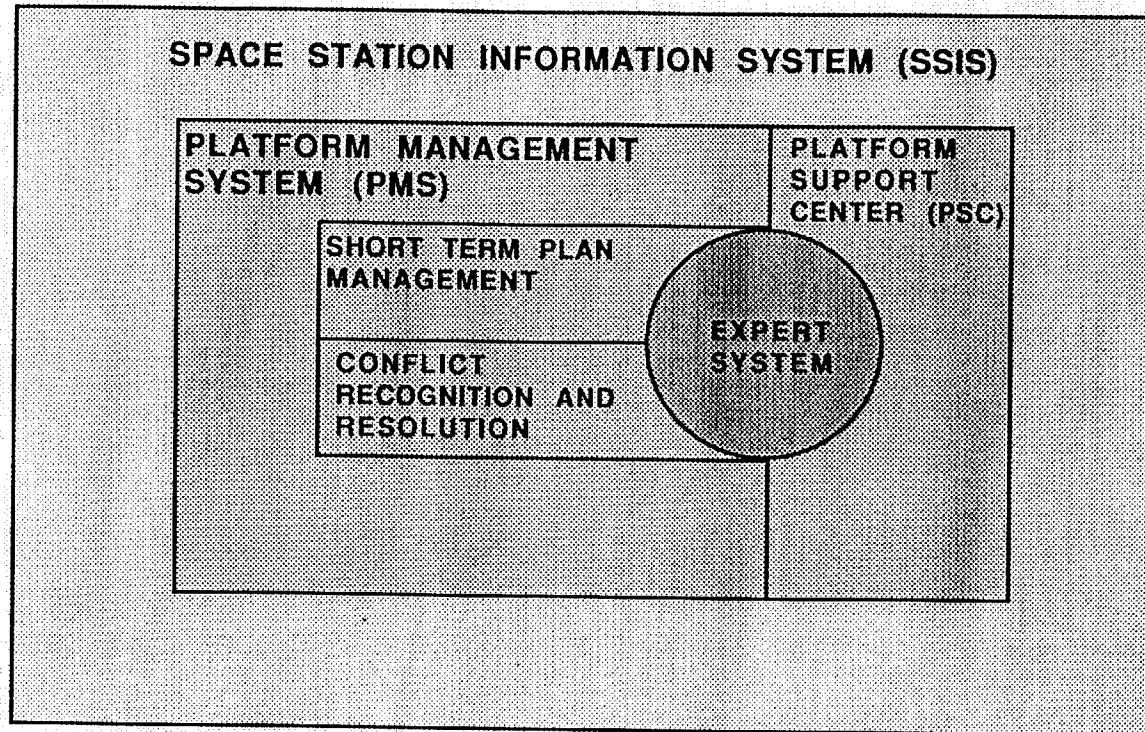 SPACE STATION INFORMATION SYSTEM (SSIS)
PLATFORM MANAGEMENT
SYSTEM (PMS)
PLATFORM
SUPPORT
CENTER (PSC)
SHORT TERM PLAN
MANAGEMENT
CONFLICT
RECOGNITION AND
RESOLUTION
EXPERT
SYSTEM